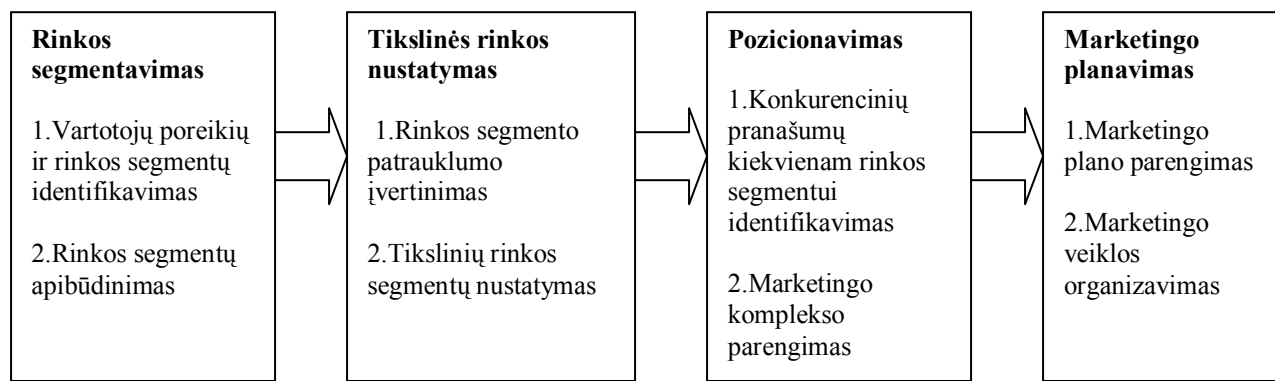 Rinkos
segmentavimas
1.Vartotojų poreikių
ir rinkos segmentų
identifikavimas
2.Rinkos segmentų
apibūdinimas
Tikslinės rinkos
nustatymas
1.Rinkos segmento
patrauklumo
įvertinimas
2.Tikslinių rinkos
segmentų nustatymas
Pozicionavimas
1.Konkurencinių
pranašumų
kiekvienam rinkos
segmentui
identifikavimas
2.Marketingo
komplekso
parengimas
Marketingo
planavimas
1.Marketingo
plano parengimas
2.Marketingo
veiklos
organizavimas